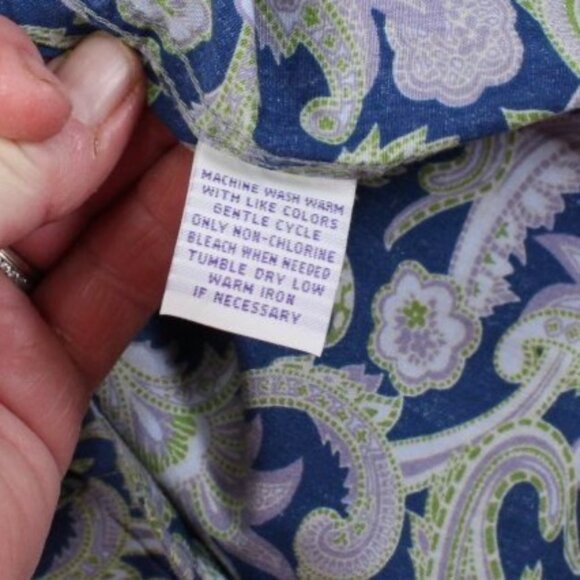 MACHINE WASH WARM
WITH LIKE COLORS
GENTLE CYCLE
ONLY NON-CHLORINE
BLEACH WHEN NEEDED
TUMBLE DRY LOW
WARM IRON
IF NECESSARY